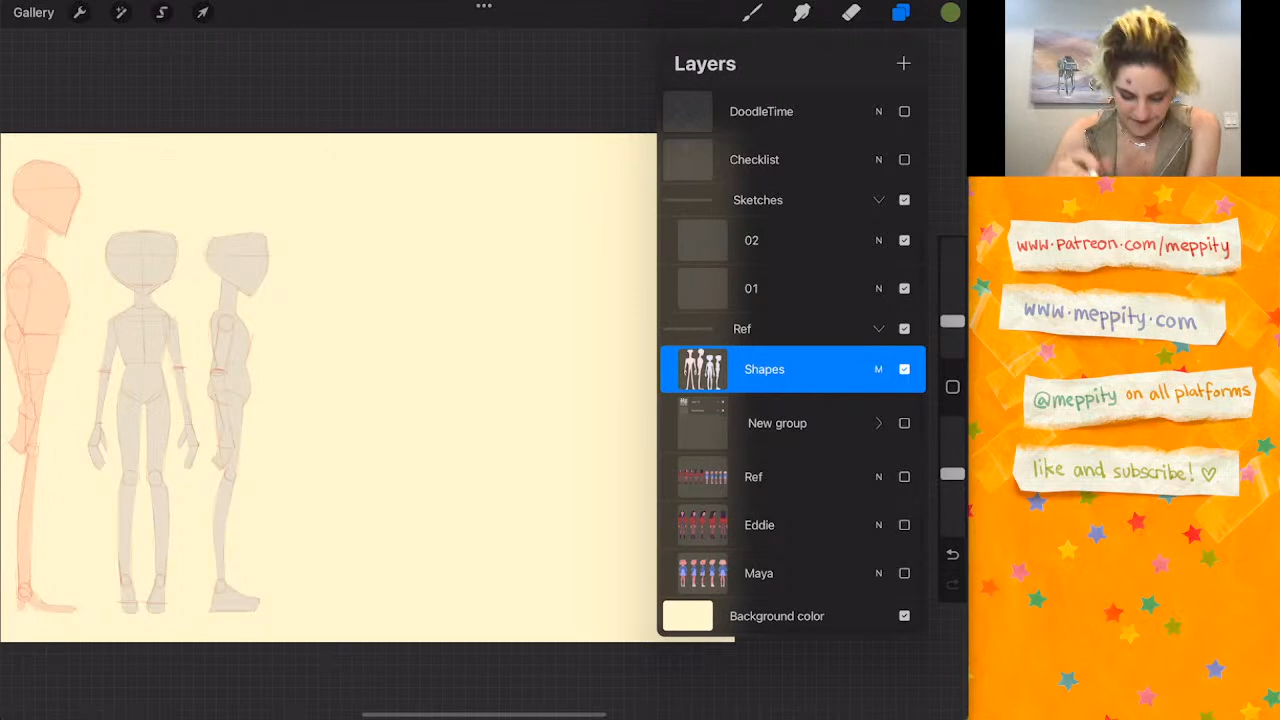 Gallery
Layers
DoodleTime N
Checklist N
Sketches
02 N
01 N
Ref
Shapes M
New group
Ref N
Eddie N
Maya N
Background color
www.patreon.com/meppity
www.meppity.com
@meppity on all platforms
like and subscribe! ♡